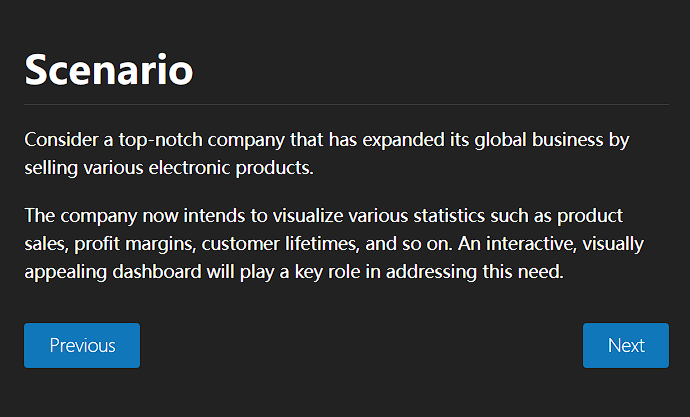 Scenario
Consider a top-notch company that has expanded its global business by
selling various electronic products.
The company now intends to visualize various statistics such as product
sales, profit margins, customer lifetimes, and so on. An interactive, visually
appealing dashboard will play a key role in addressing this need.
Previous
Next